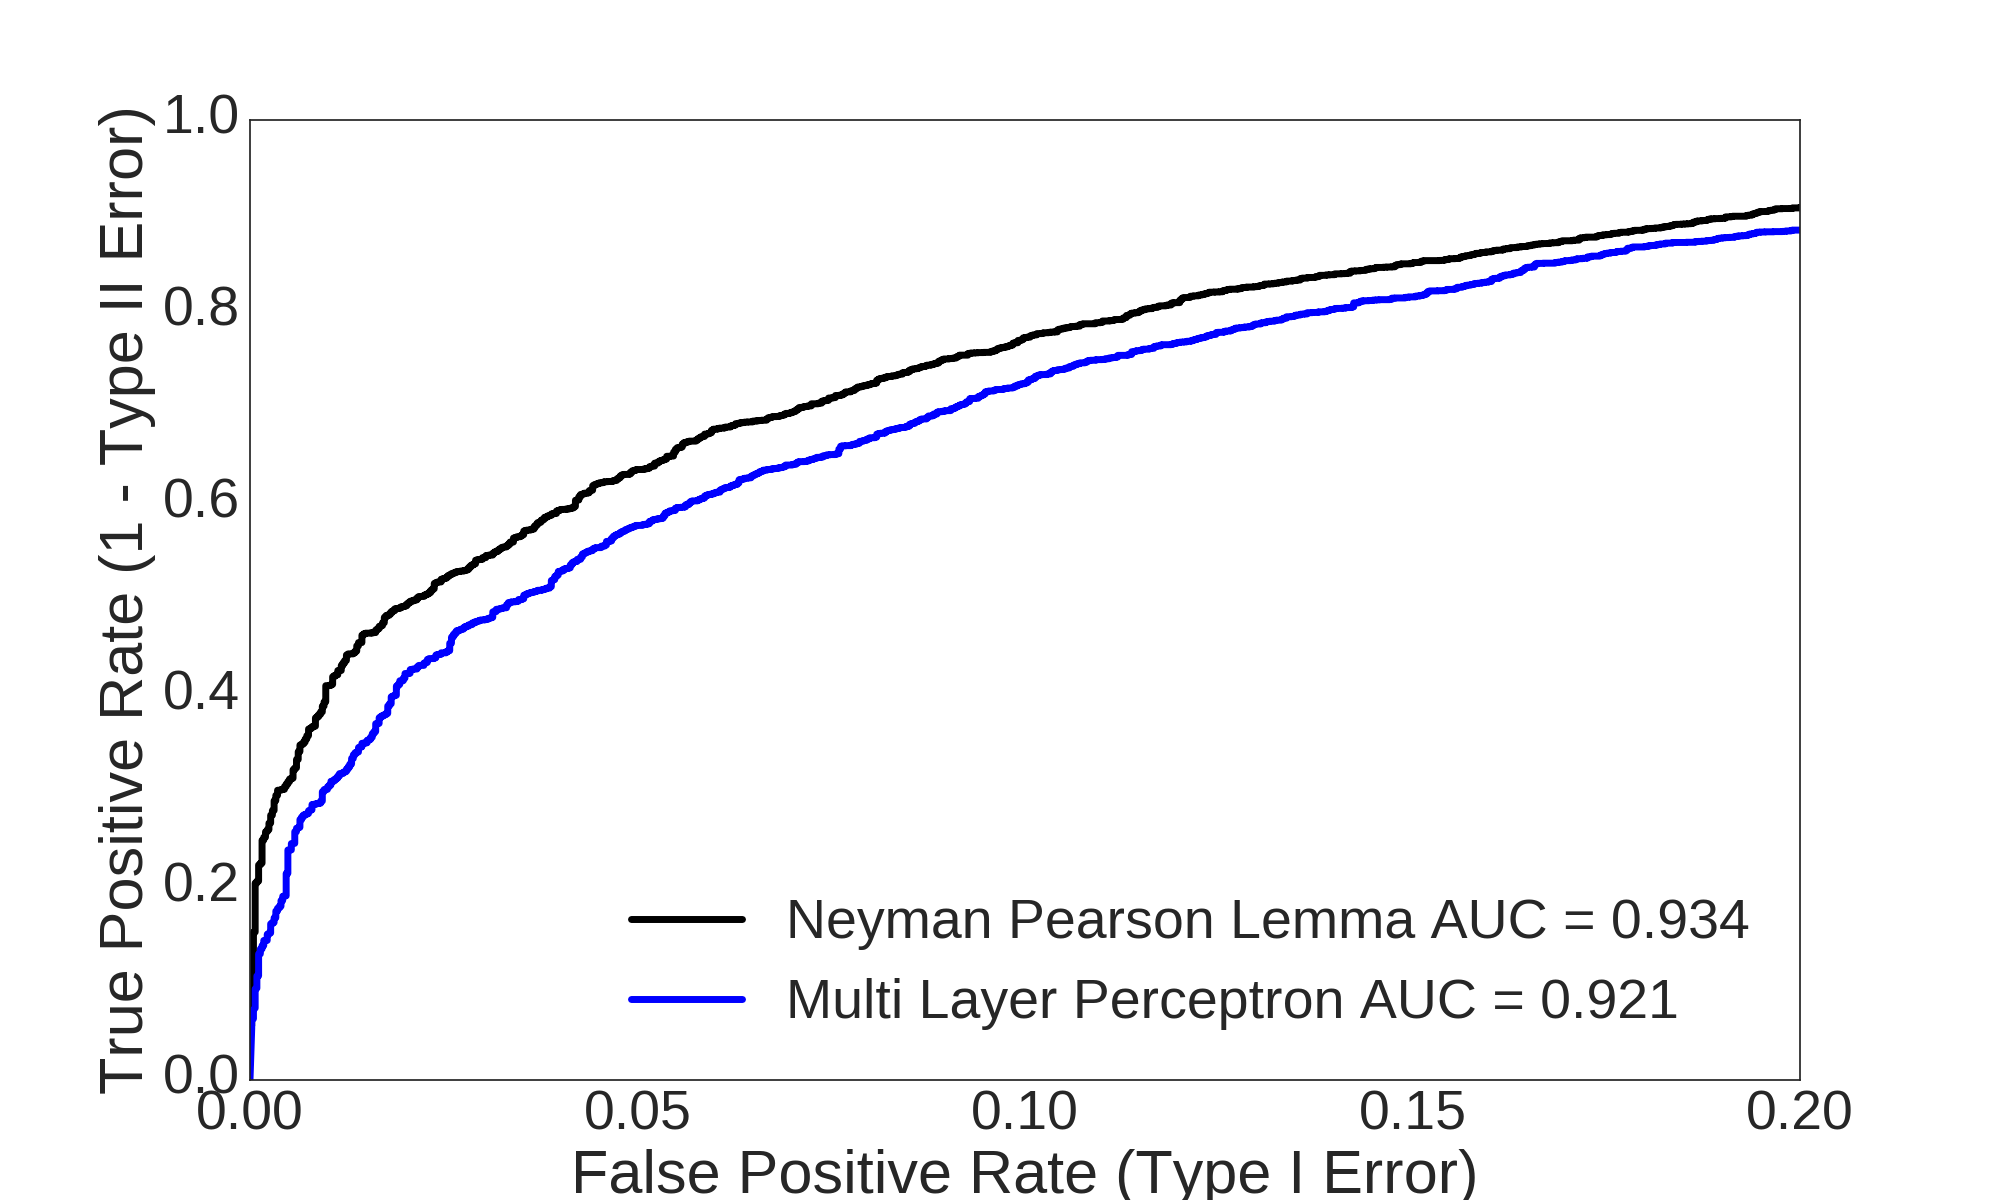 True Positive Rate (1 - Type II Error)
1.0
0.8
0.6
0.4
0.2
0.0
Neyman Pearson Lemma AUC = 0.934
Multi Layer Perceptron AUC = 0.921
0.00 0.05 0.10 0.15 0.20
False Positive Rate (Type I Error)